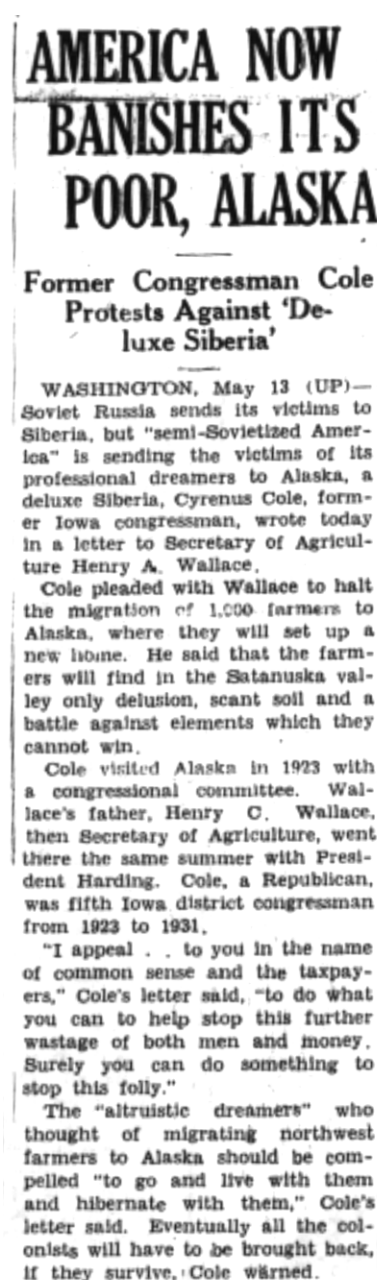 AMERICA NOW
BANISHES ITS
POOR, ALASKA
Former Congressman Cole
Protests Against 'De-
luxe Siberia'
WASHINGTON, May 13 (UP)—
Soviet Russia sends its victims to
Siberia, but "semi-Sovietized Amer-
ica" is sending the victims of its
professional dreamers to Alaska, a
deluxe Siberia, Cyrenus Cole, form-
er Iowa congressman, wrote today
in a letter to Secretary of Agricul-
ture Henry A. Wallace.
Cole pleaded with Wallace to halt
the migration of 1,000 farmers to
Alaska, where they will set up a
new home. He said that the farm-
ers will find in the Satanuska val-
ley only delusion, scant soil and a
battle against elements which they
cannot win.
Cole visited Alaska in 1923 with
a congressional committee. Wal-
lace's father, Henry C. Wallace,
then Secretary of Agriculture, went
there the same summer with Presi-
dent Harding. Cole, a Republican,
was fifth Iowa district congressman
from 1923 to 1931.
"I appeal . . to you in the name
of common sense and the taxpay-
ers," Cole's letter said, "to do what
you can to help stop this further
wastage of both men and money.
Surely you can do something to
stop this folly."
The "altruistic dreamers" who
thought of migrating northwest
farmers to Alaska should be com-
pelled "to go and live with them
and hibernate with them," Cole's
letter said. Eventually all the col-
onists will have to be brought back,
if they survive, Cole warned.